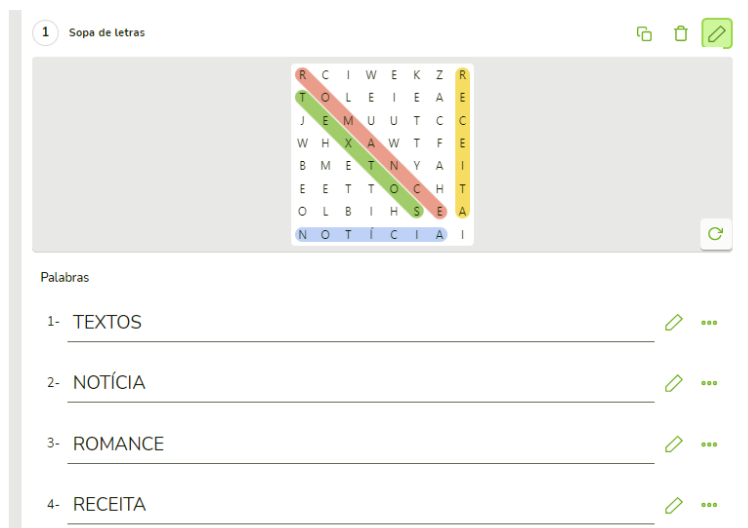 1 Sopa de letras
R C I W E K Z R
T O L E I E A E
J E M U U T C C
W H X A W T F E
B M E T N Y A I
E E T T O C H T
O L B I H S E A
N O T Í C I A I
Palabras
1- TEXTOS
2- NOTÍCIA
3- ROMANCE
4- RECEITA